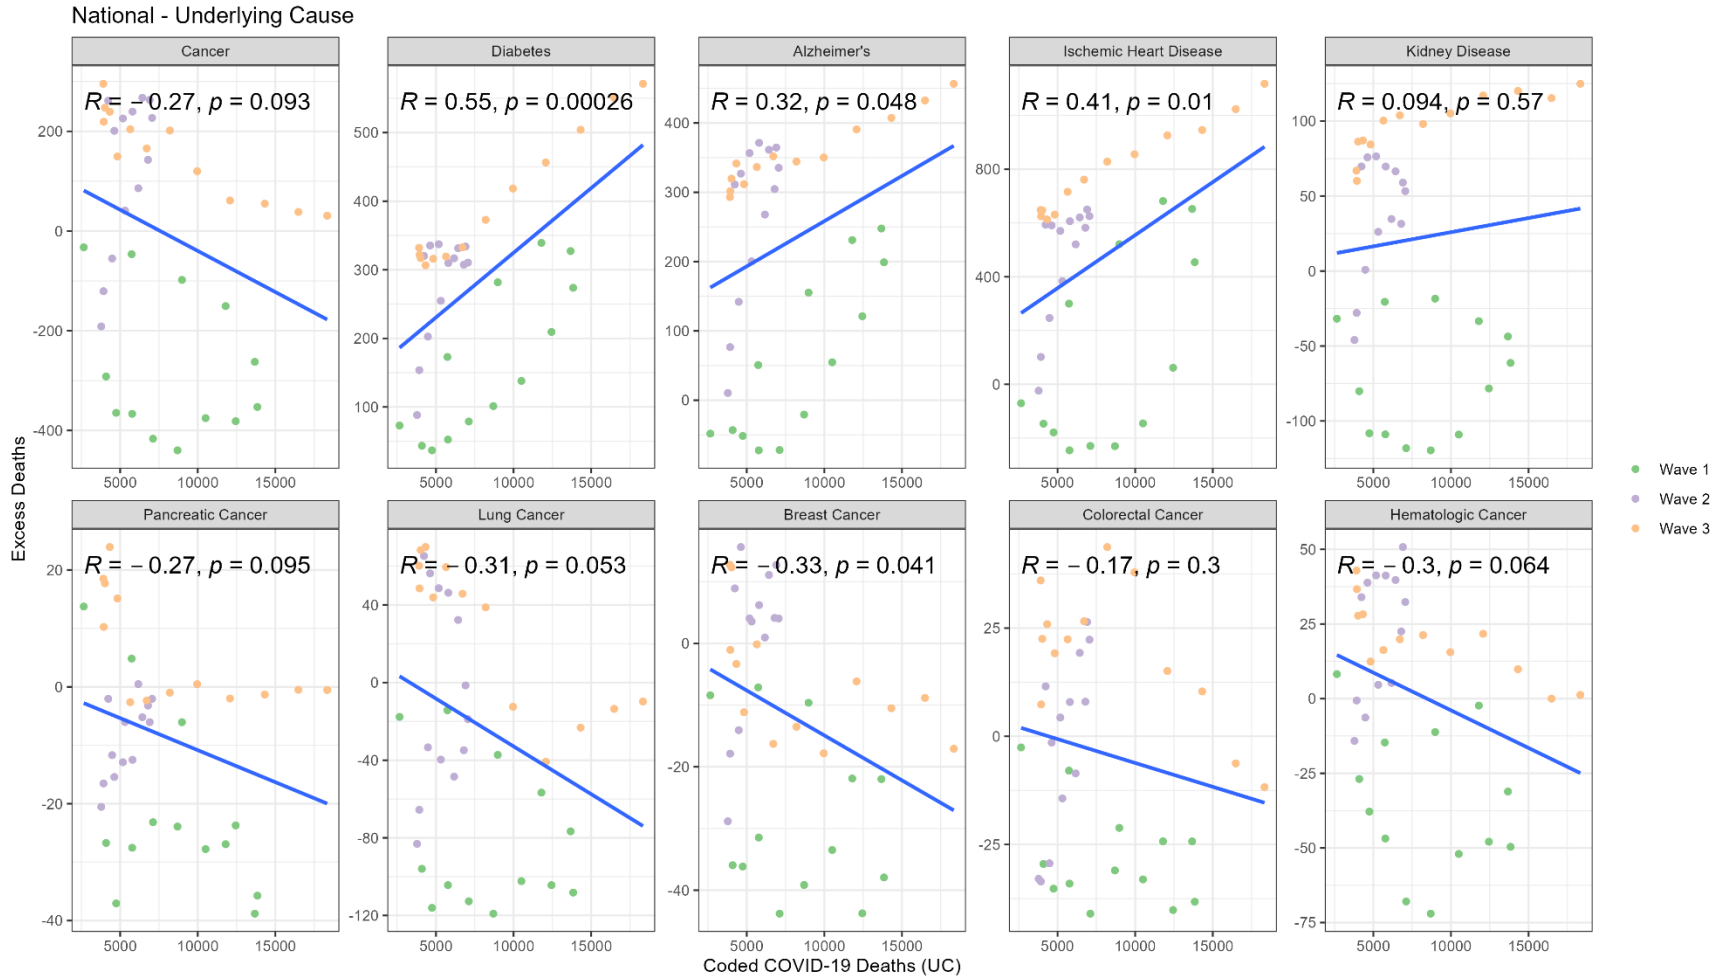 National - Underlying Cause
Cancer
R = −0.27, p = 0.093
200
0
-200
-400
5000 10000 15000
Diabetes
R = 0.55, p = 0.00026
500
400
300
200
100
5000 10000 15000
Alzheimer's
R = 0.32, p = 0.048
400
300
200
100
0
5000 10000 15000
Ischemic Heart Disease
R = 0.41, p = 0.01
800
400
0
5000 10000 15000
Kidney Disease
R = 0.094, p = 0.57
100
50
0
-50
-100
5000 10000 15000
Excess Deaths
Pancreatic Cancer
R = −0.27, p = 0.095
20
0
-20
-40
5000 10000 15000
Lung Cancer
R = −0.31, p = 0.053
40
0
-40
-80
-120
5000 10000 15000
Breast Cancer
R = −0.33, p = 0.041
0
-20
-40
5000 10000 15000
Colorectal Cancer
R = −0.17, p = 0.3
25
0
-25
5000 10000 15000
Hematologic Cancer
R = −0.3, p = 0.064
50
25
0
-25
-50
-75
5000 10000 15000
Coded COVID-19 Deaths (UC)
Wave 1
Wave 2
Wave 3